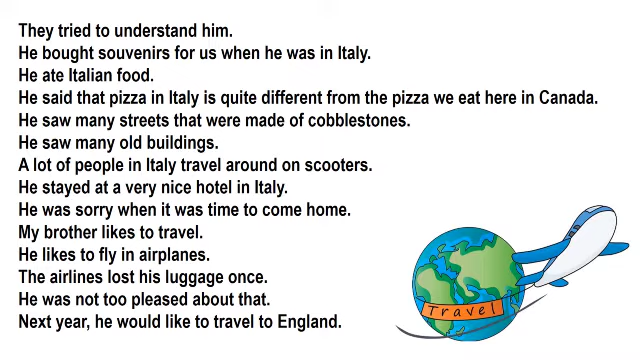 They tried to understand him.
He bought souvenirs for us when he was in Italy.
He ate Italian food.
He said that pizza in Italy is quite different from the pizza we eat here in Canada.
He saw many streets that were made of cobblestones.
He saw many old buildings.
A lot of people in Italy travel around on scooters.
He stayed at a very nice hotel in Italy.
He was sorry when it was time to come home.
My brother likes to travel.
He likes to fly in airplanes.
The airlines lost his luggage once.
He was not too pleased about that.
Next year, he would like to travel to England.
Travel